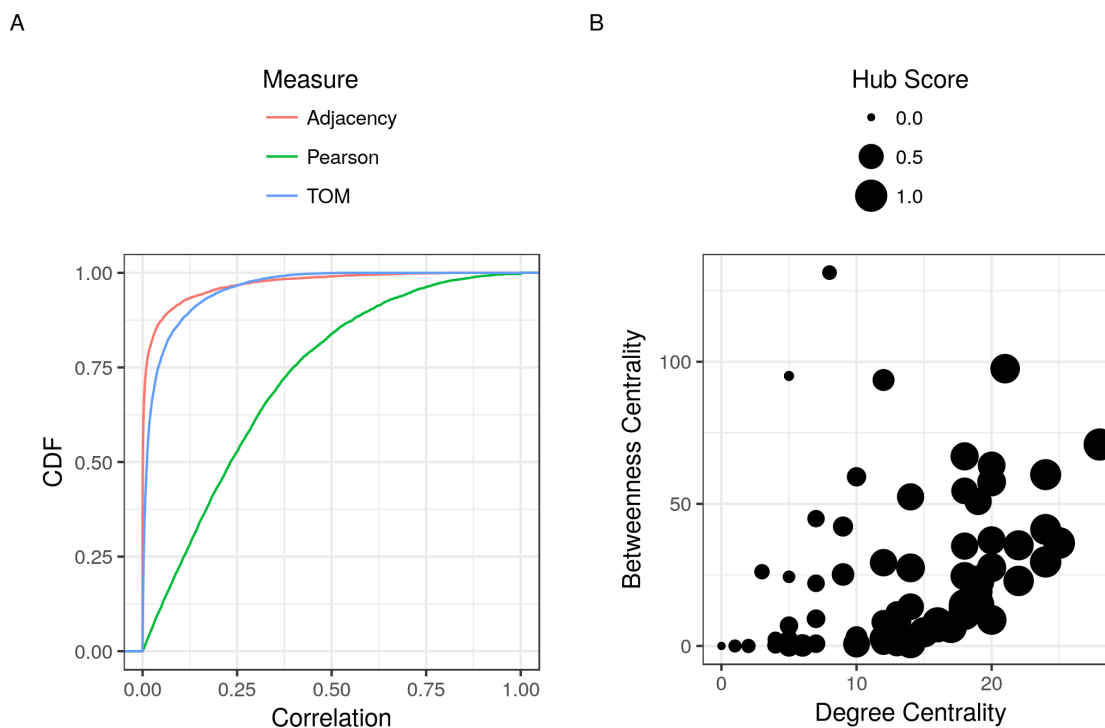 A
Measure
Adjacency
Pearson
TOM
CDF
1.00
0.75
0.50
0.25
0.00
0.00 0.25 0.50 0.75 1.00
Correlation
B
Hub Score
0.0
0.5
1.0
Betweenness Centrality
100
50
0
0 10 20
Degree Centrality